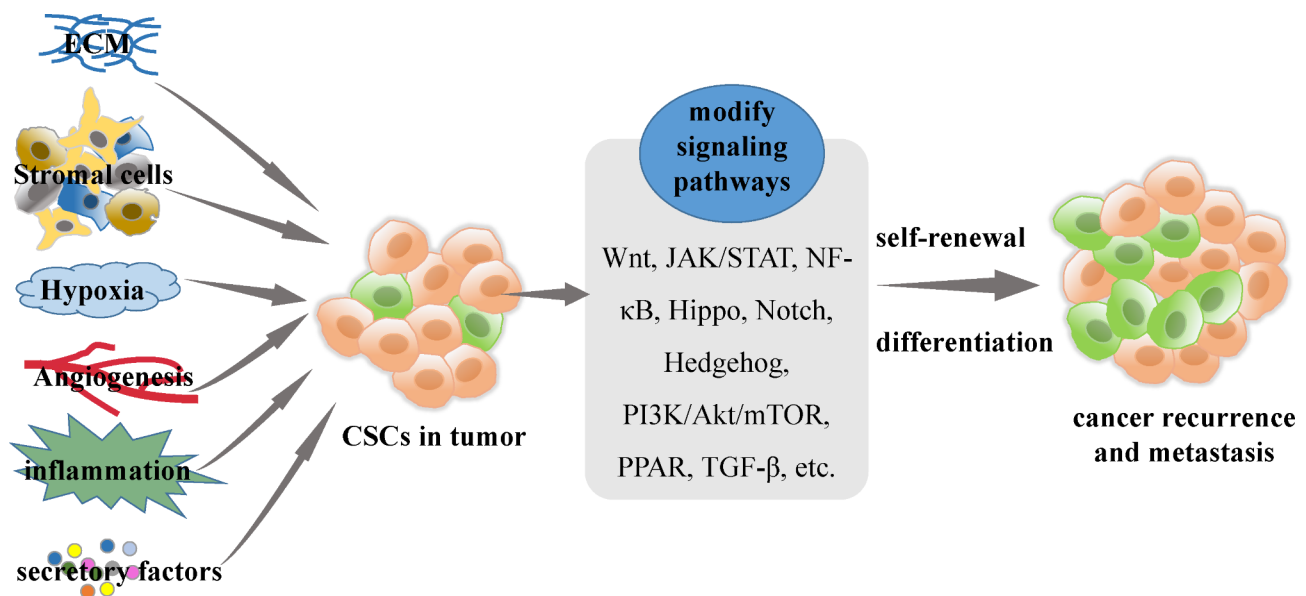 ECM
Stromal cells
Hypoxia
Angiogenesis
inflammation
secretory factors
CSCs in tumor
modify
signaling
pathways
Wnt, JAK/STAT, NF-
κB, Hippo, Notch,
Hedgehog,
PI3K/Akt/mTOR,
PPAR, TGF-β, etc.
self-renewal
differentiation
cancer recurrence
and metastasis